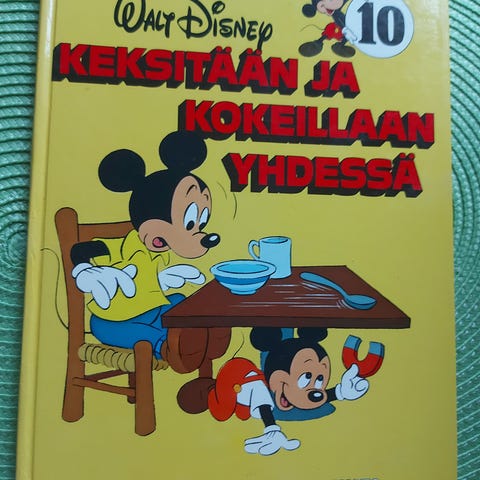 WALT DISNEY
10
KEKSITÄÄN JA
KOKEILLAAN
YHDESSÄ